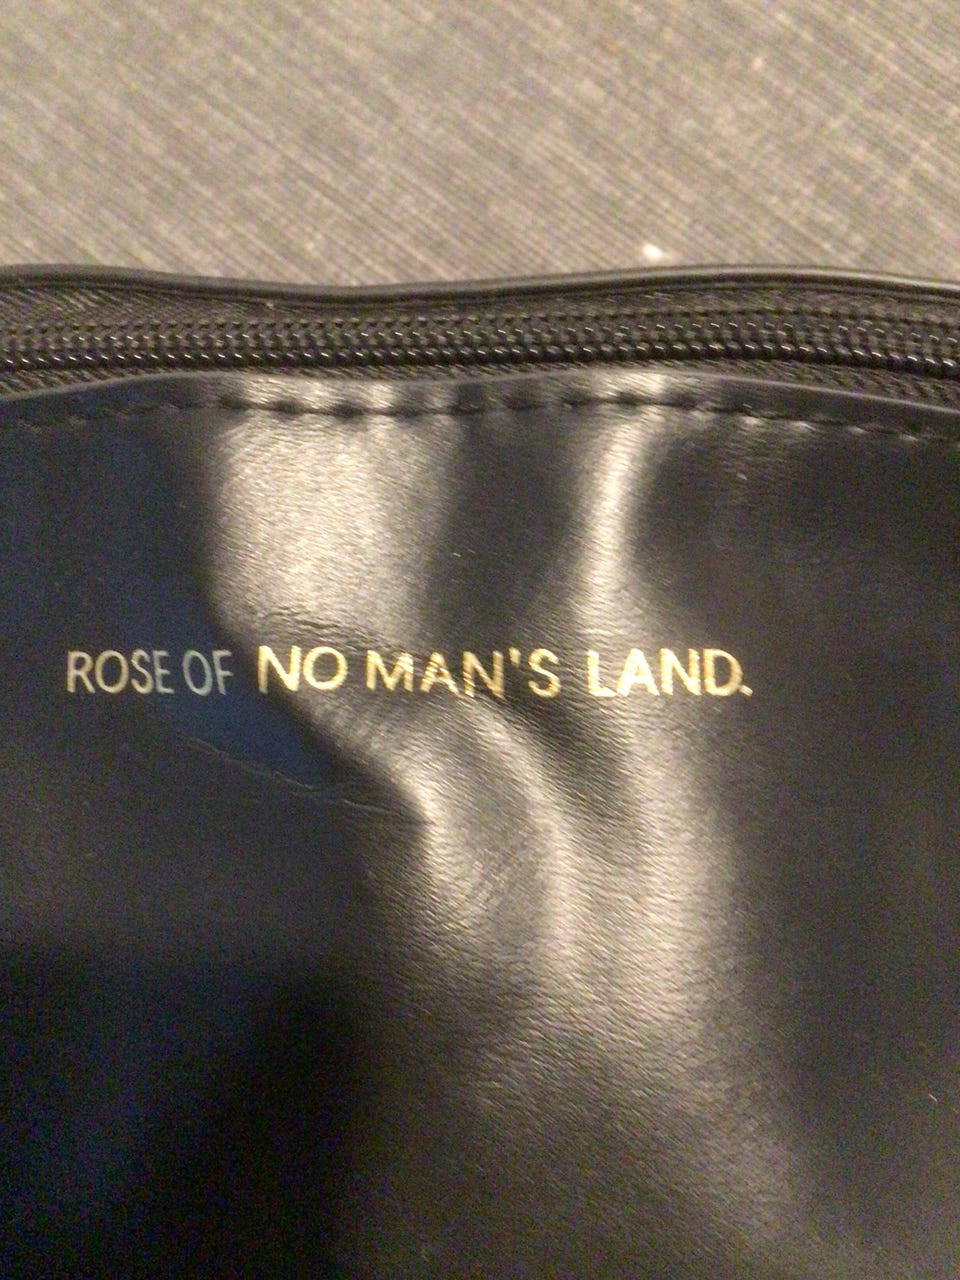 ROSE OF NO MAN'S LAND.